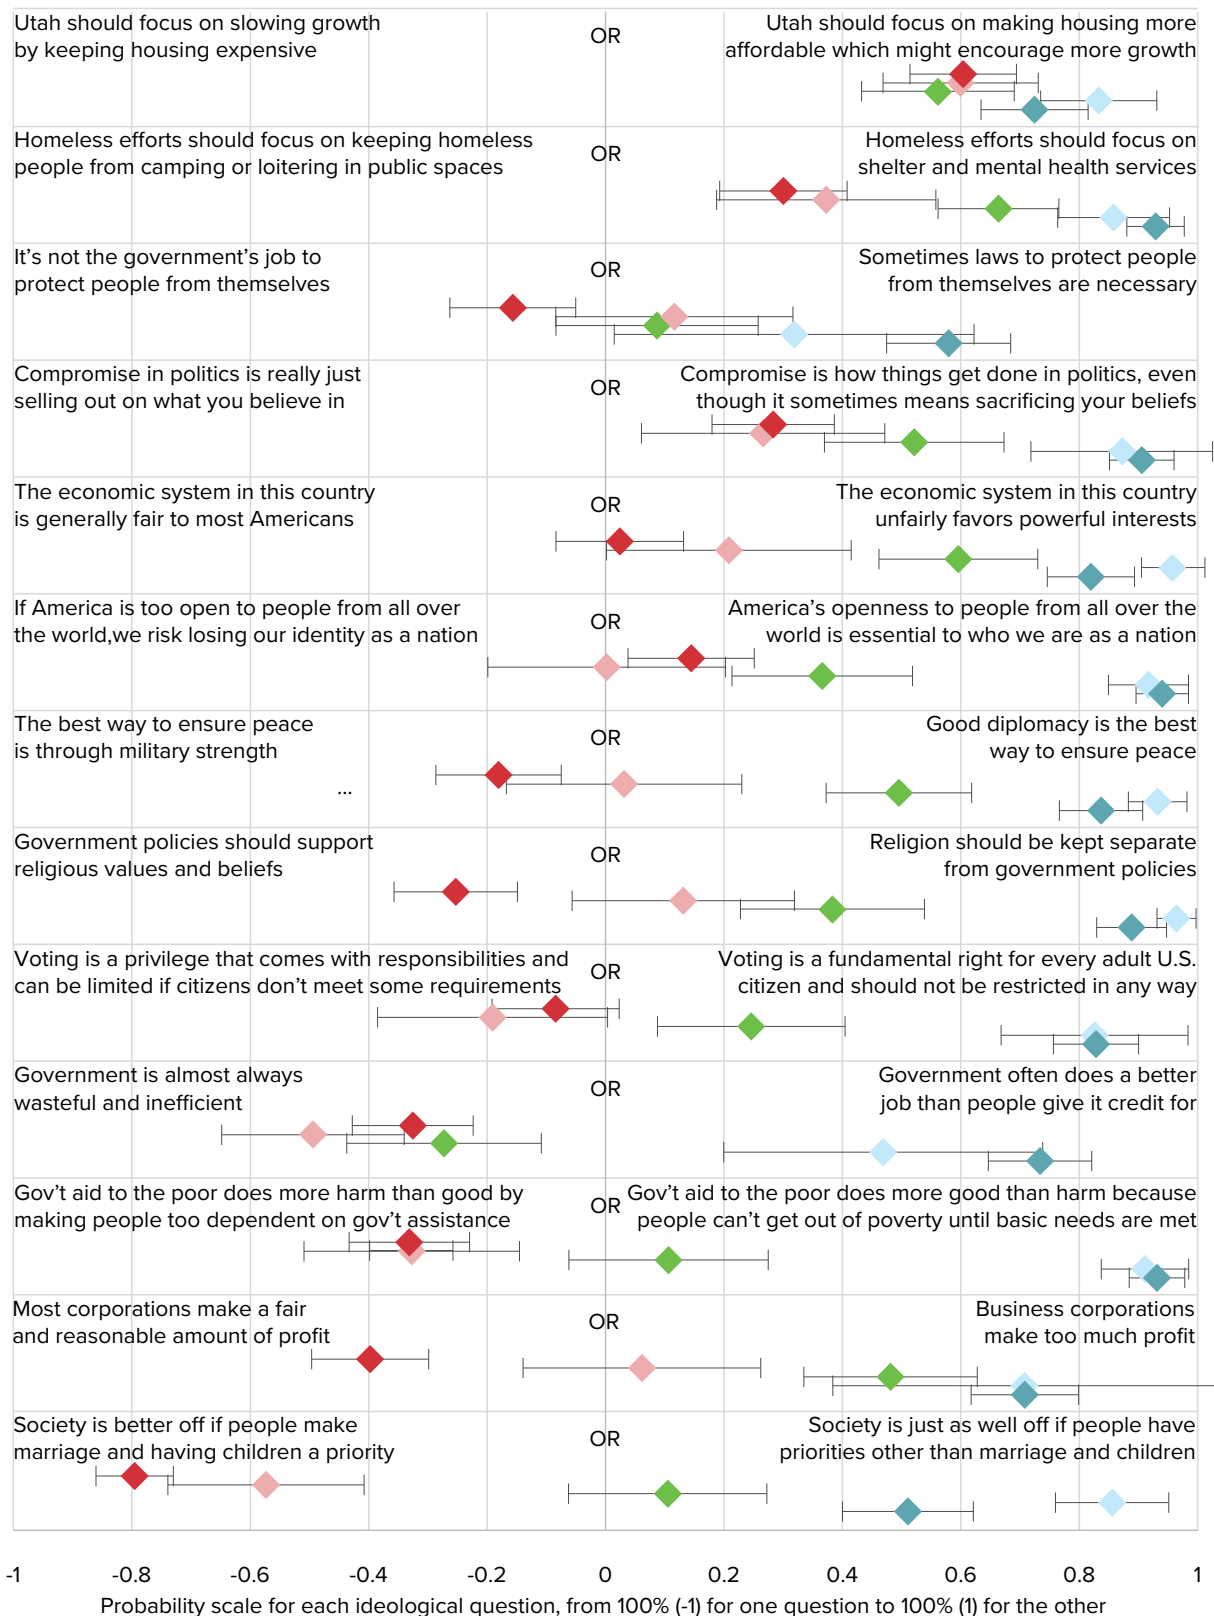 Utah should focus on slowing growth
by keeping housing expensive
OR
Utah should focus on making housing more
affordable which might encourage more growth
Homeless efforts should focus on keeping homeless
people from camping or loitering in public spaces
OR
Homeless efforts should focus on
shelter and mental health services
It's not the government's job to
protect people from themselves
OR
Sometimes laws to protect people
from themselves are necessary
Compromise in politics is really just
selling out on what you believe in
OR
Compromise is how things get done in politics, even
though it sometimes means sacrificing your beliefs
The economic system in this country
is generally fair to most Americans
OR
The economic system in this country
unfairly favors powerful interests
If America is too open to people from all over
the world,we risk losing our identity as a nation
OR
America's openness to people from all over the
world is essential to who we are as a nation
The best way to ensure peace
is through military strength
...
OR
Good diplomacy is the best
way to ensure peace
Government policies should support
religious values and beliefs
OR
Religion should be kept separate
from government policies
Voting is a privilege that comes with responsibilities and
can be limited if citizens don't meet some requirements
OR
Voting is a fundamental right for every adult U.S.
citizen and should not be restricted in any way
Government is almost always
wasteful and inefficient
OR
Government often does a better
job than people give it credit for
Gov't aid to the poor does more harm than good by
making people too dependent on gov't assistance
OR
Gov't aid to the poor does more good than harm because
people can't get out of poverty until basic needs are met
Most corporations make a fair
and reasonable amount of profit
OR
Business corporations
make too much profit
Society is better off if people make
marriage and having children a priority
OR
Society is just as well off if people have
priorities other than marriage and children
-1 -0.8 -0.6 -0.4 -0.2 0 0.2 0.4 0.6 0.8 1
Probability scale for each ideological question, from 100% (-1) for one question to 100% (1) for the other